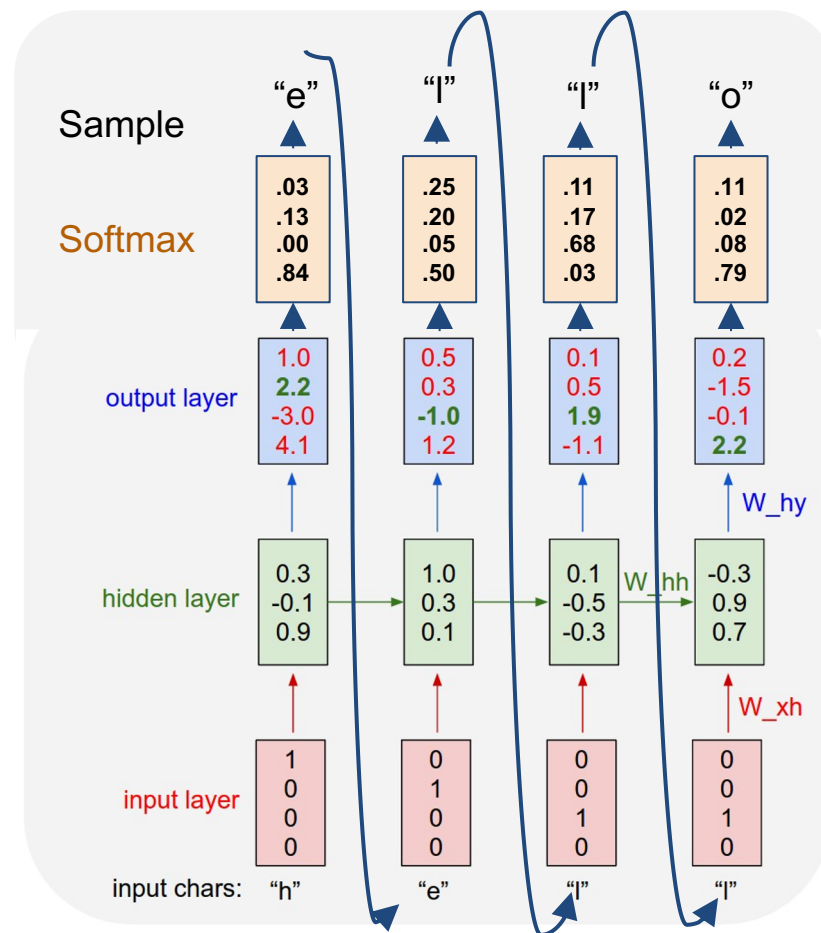 “e” “l” “l” “o”
Sample
.03 .25 .11 .11
.13 .20 .17 .02
Softmax .00 .05 .68 .08
.84 .50 .03 .79
1.0 0.5 0.1 0.2
output layer 2.2 0.3 0.5 -1.5
-3.0 -1.0 1.9 -0.1
4.1 1.2 -1.1 2.2
W_hy
0.3 1.0 0.1 W_hh -0.3
hidden layer -0.1 0.3 -0.5 0.9
0.9 0.1 -0.3 0.7
W_xh
1 0 0 0
input layer 0 1 0 0
0 0 1 1
0 0 0 0
input chars: “h” “e” “l” “l”